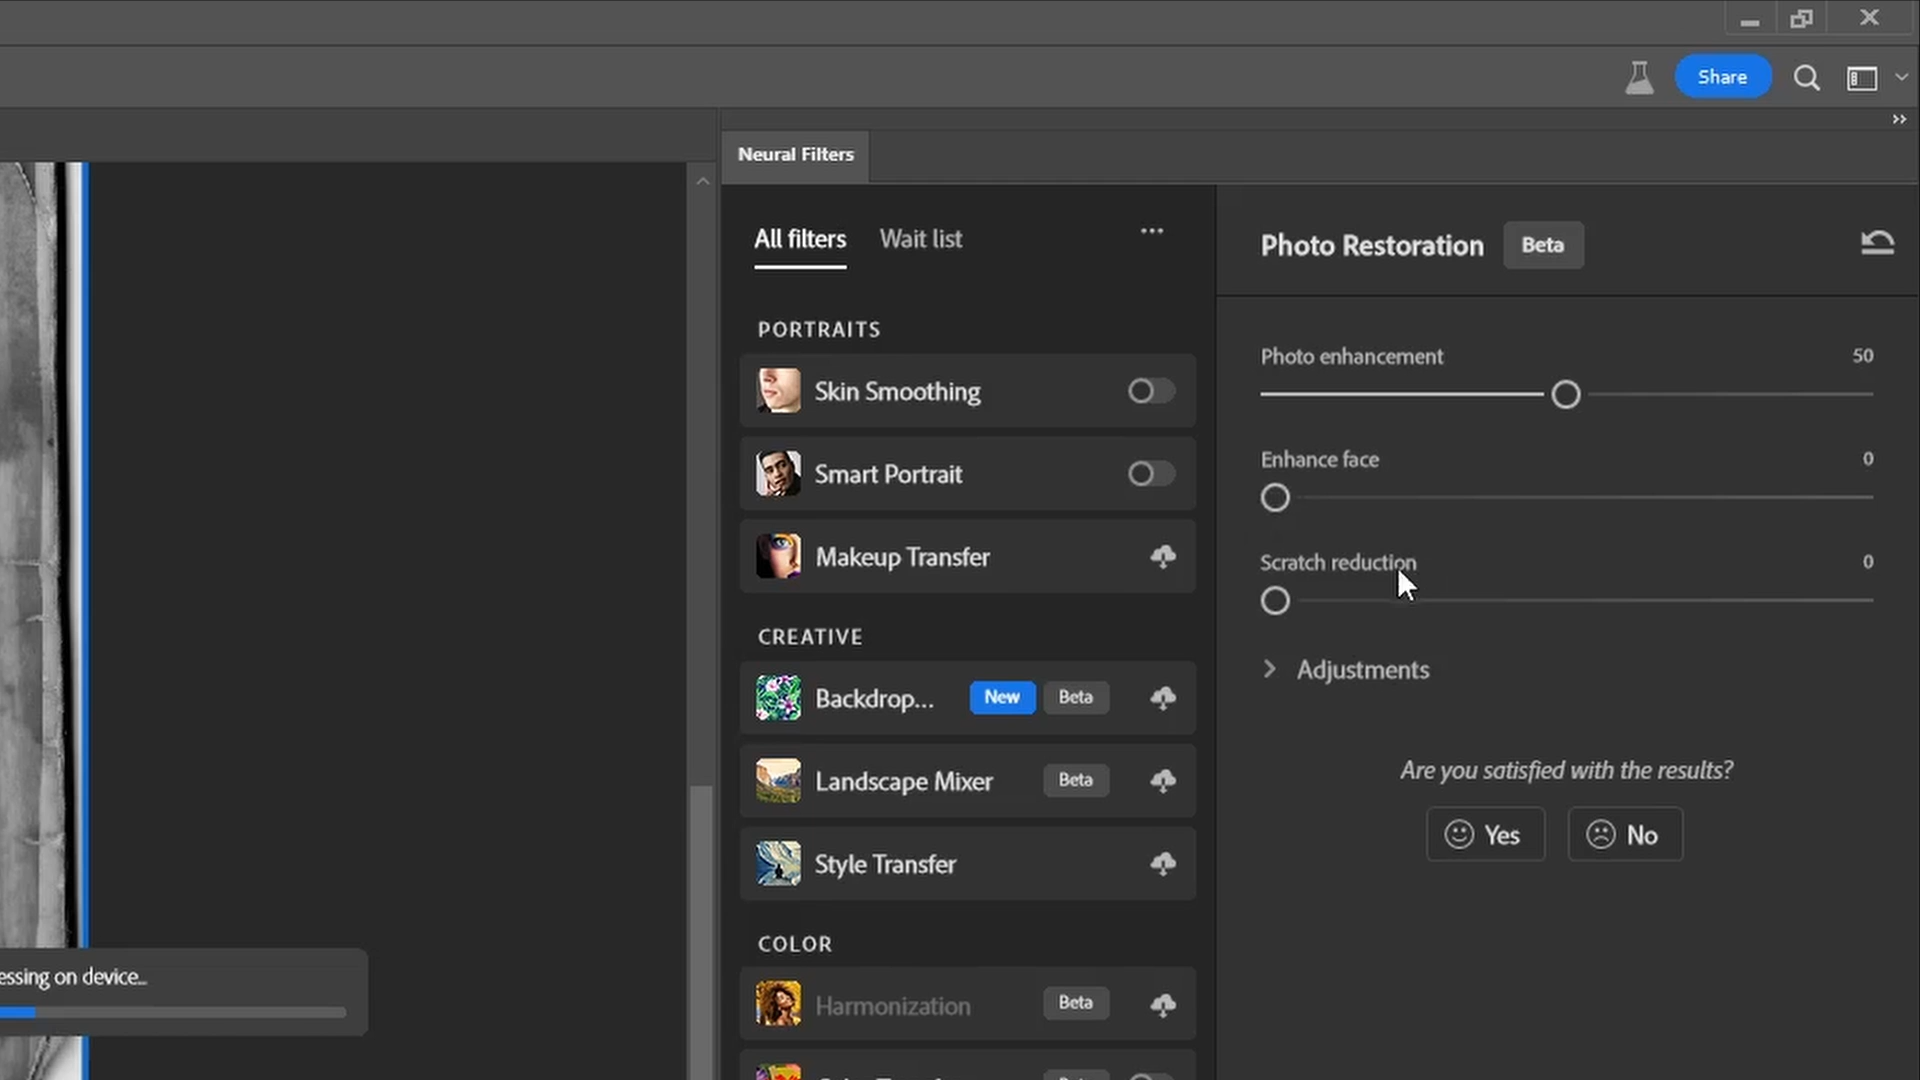 Share
Neural Filters
All filters
Wait list
PORTRAITS
Skin Smoothing
Smart Portrait
Makeup Transfer
CREATIVE
Backdrop... New Beta
Landscape Mixer Beta
Style Transfer
COLOR
Harmonization Beta
Photo Restoration Beta
Photo enhancement 50
Enhance face 0
Scratch reduction 0
Adjustments
Are you satisfied with the results?
Yes
No
essing on device...